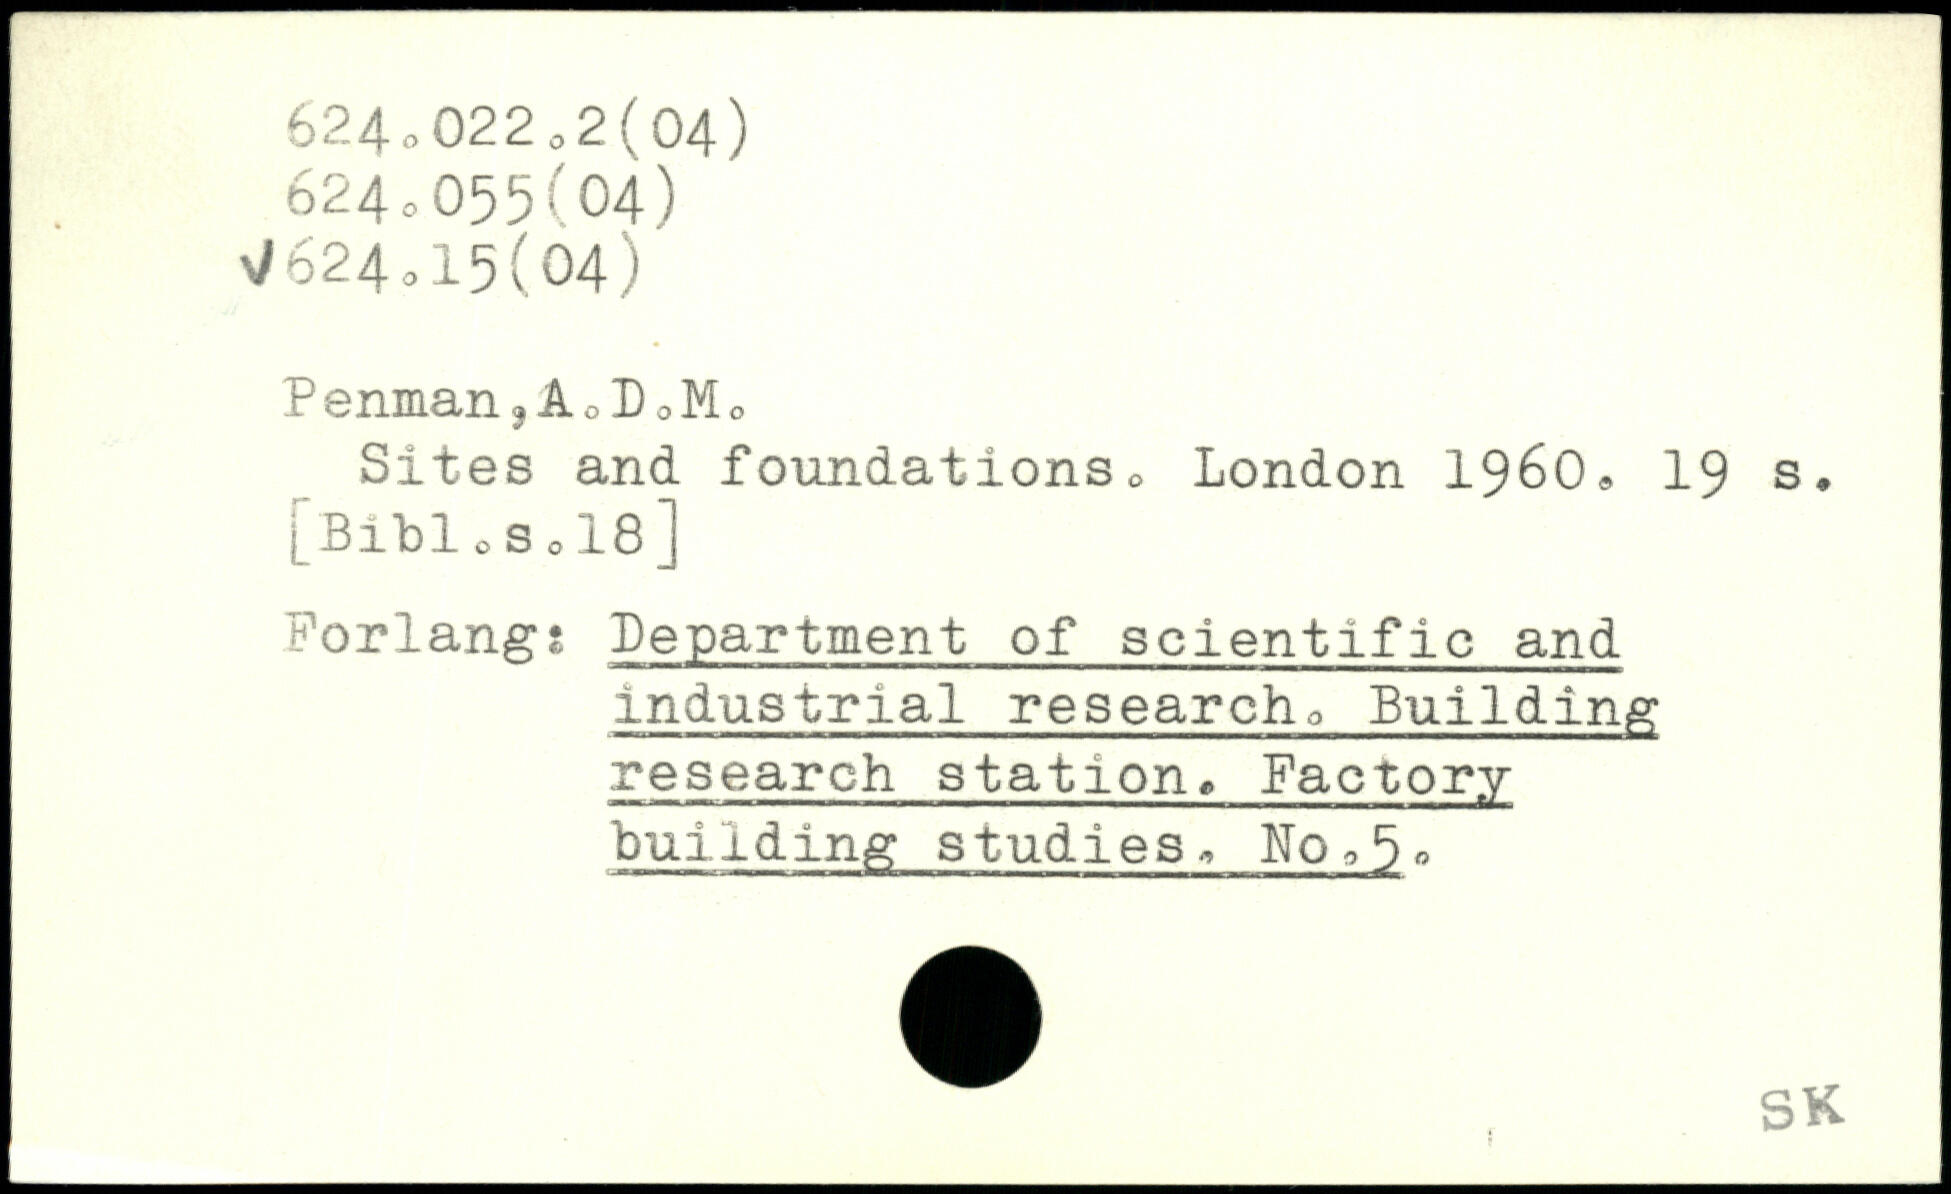 624.022.2(04)
624.055(04)
✓624.15(04)
Penman,A.D.M.
Sites and foundations. London 1960. 19 s.
[Bibl.s.18]
Forlang: Department of scientific and
industrial research. Building
research station. Factory
building studies. No.5.
SK